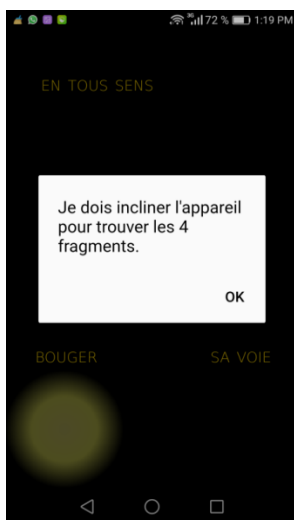 3G 72 % 1:19 PM
EN TOUS SENS
Je dois incliner l'appareil
pour trouver les 4
fragments.
OK
BOUGER SA VOIE